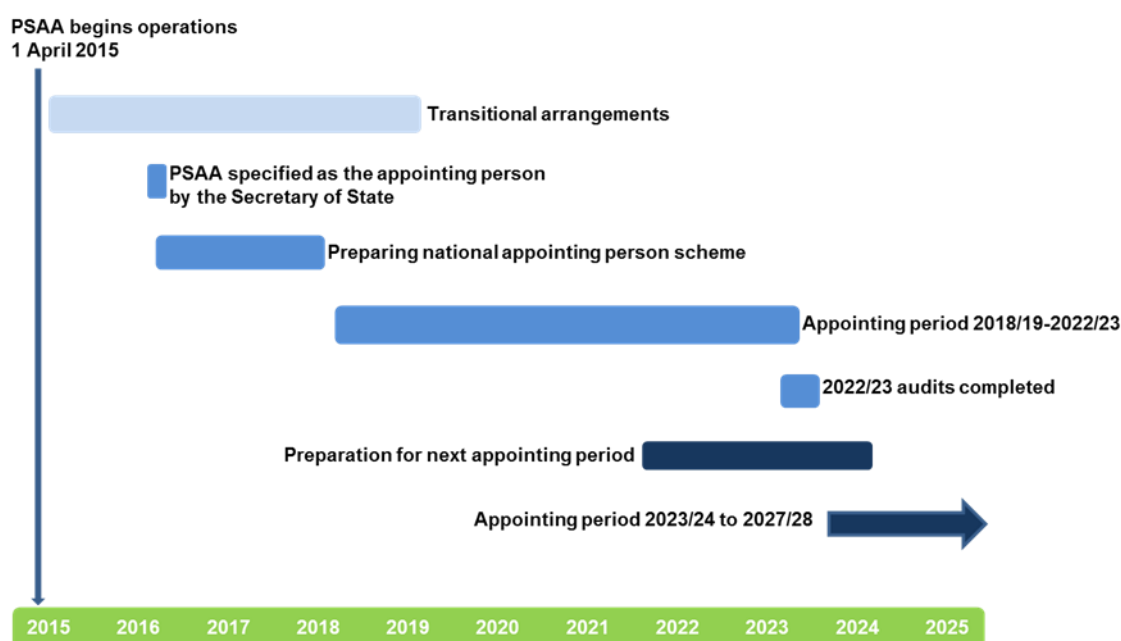 PSAA begins operations
1 April 2015
Transitional arrangements
PSAA specified as the appointing person
by the Secretary of State
Preparing national appointing person scheme
Appointing period 2018/19-2022/23
2022/23 audits completed
Preparation for next appointing period
Appointing period 2023/24 to 2027/28
2015 2016 2017 2018 2019 2020 2021 2022 2023 2024 2025